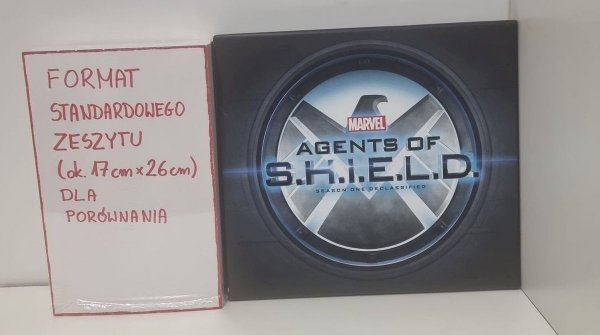 FORMAT
STANDARDOWEGO
ZESZYTU
(ok. 17cm×26cm)
DLA
PORÓWNANIA
MARVEL
AGENTS OF
S.H.I.E.L.D.
SEASON ONE DECLASSIFIED